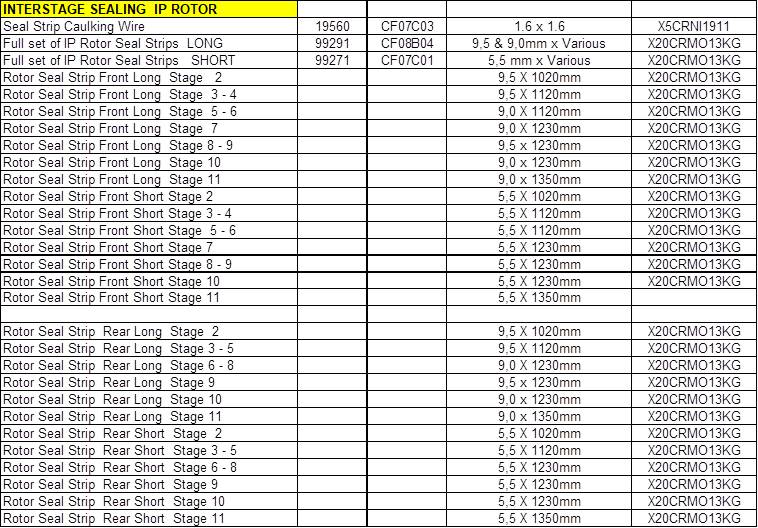 INTERSTAGE SEALING IP ROTOR
Seal Strip Caulking Wire 19560 CF07C03 1.6 x 1.6 X5CRNI1911
Full set of IP Rotor Seal Strips LONG 99291 CF08B04 9,5 & 9,0mm x Various X20CRMO13KG
Full set of IP Rotor Seal Strips SHORT 99271 CF07C01 5,5 mm x Various X20CRMO13KG
Rotor Seal Strip Front Long Stage 2 9,5 X 1020mm X20CRMO13KG
Rotor Seal Strip Front Long Stage 3 - 4 9,5 X 1120mm X20CRMO13KG
Rotor Seal Strip Front Long Stage 5 - 6 9,0 X 1120mm X20CRMO13KG
Rotor Seal Strip Front Long Stage 7 9,0 X 1230mm X20CRMO13KG
Rotor Seal Strip Front Long Stage 8 - 9 9,5 x 1230mm X20CRMO13KG
Rotor Seal Strip Front Long Stage 10 9,0 x 1230mm X20CRMO13KG
Rotor Seal Strip Front Long Stage 11 9,0 x 1350mm X20CRMO13KG
Rotor Seal Strip Front Short Stage 2 5,5 X 1020mm X20CRMO13KG
Rotor Seal Strip Front Short Stage 3 - 4 5,5 X 1120mm X20CRMO13KG
Rotor Seal Strip Front Short Stage 5 - 6 5,5 X 1120mm X20CRMO13KG
Rotor Seal Strip Front Short Stage 7 5,5 X 1230mm X20CRMO13KG
Rotor Seal Strip Front Short Stage 8 - 9 5,5 X 1230mm X20CRMO13KG
Rotor Seal Strip Front Short Stage 10 5,5 X 1230mm X20CRMO13KG
Rotor Seal Strip Front Short Stage 11 5,5 X 1350mm
Rotor Seal Strip Rear Long Stage 2 9,5 X 1020mm X20CRMO13KG
Rotor Seal Strip Rear Long Stage 3 - 5 9,5 X 1120mm X20CRMO13KG
Rotor Seal Strip Rear Long Stage 6 - 8 9,0 X 1230mm X20CRMO13KG
Rotor Seal Strip Rear Long Stage 9 9,5 x 1230mm X20CRMO13KG
Rotor Seal Strip Rear Long Stage 10 9,0 x 1230mm X20CRMO13KG
Rotor Seal Strip Rear Long Stage 11 9,0 x 1350mm X20CRMO13KG
Rotor Seal Strip Rear Short Stage 2 5,5 X 1020mm X20CRMO13KG
Rotor Seal Strip Rear Short Stage 3 - 5 5,5 X 1120mm X20CRMO13KG
Rotor Seal Strip Rear Short Stage 6 - 8 5,5 X 1230mm X20CRMO13KG
Rotor Seal Strip Rear Short Stage 9 5,5 X 1230mm X20CRMO13KG
Rotor Seal Strip Rear Short Stage 10 5,5 X 1230mm X20CRMO13KG
Rotor Seal Strip Rear Short Stage 11 5,5 X 1350mm X20CRMO13KG